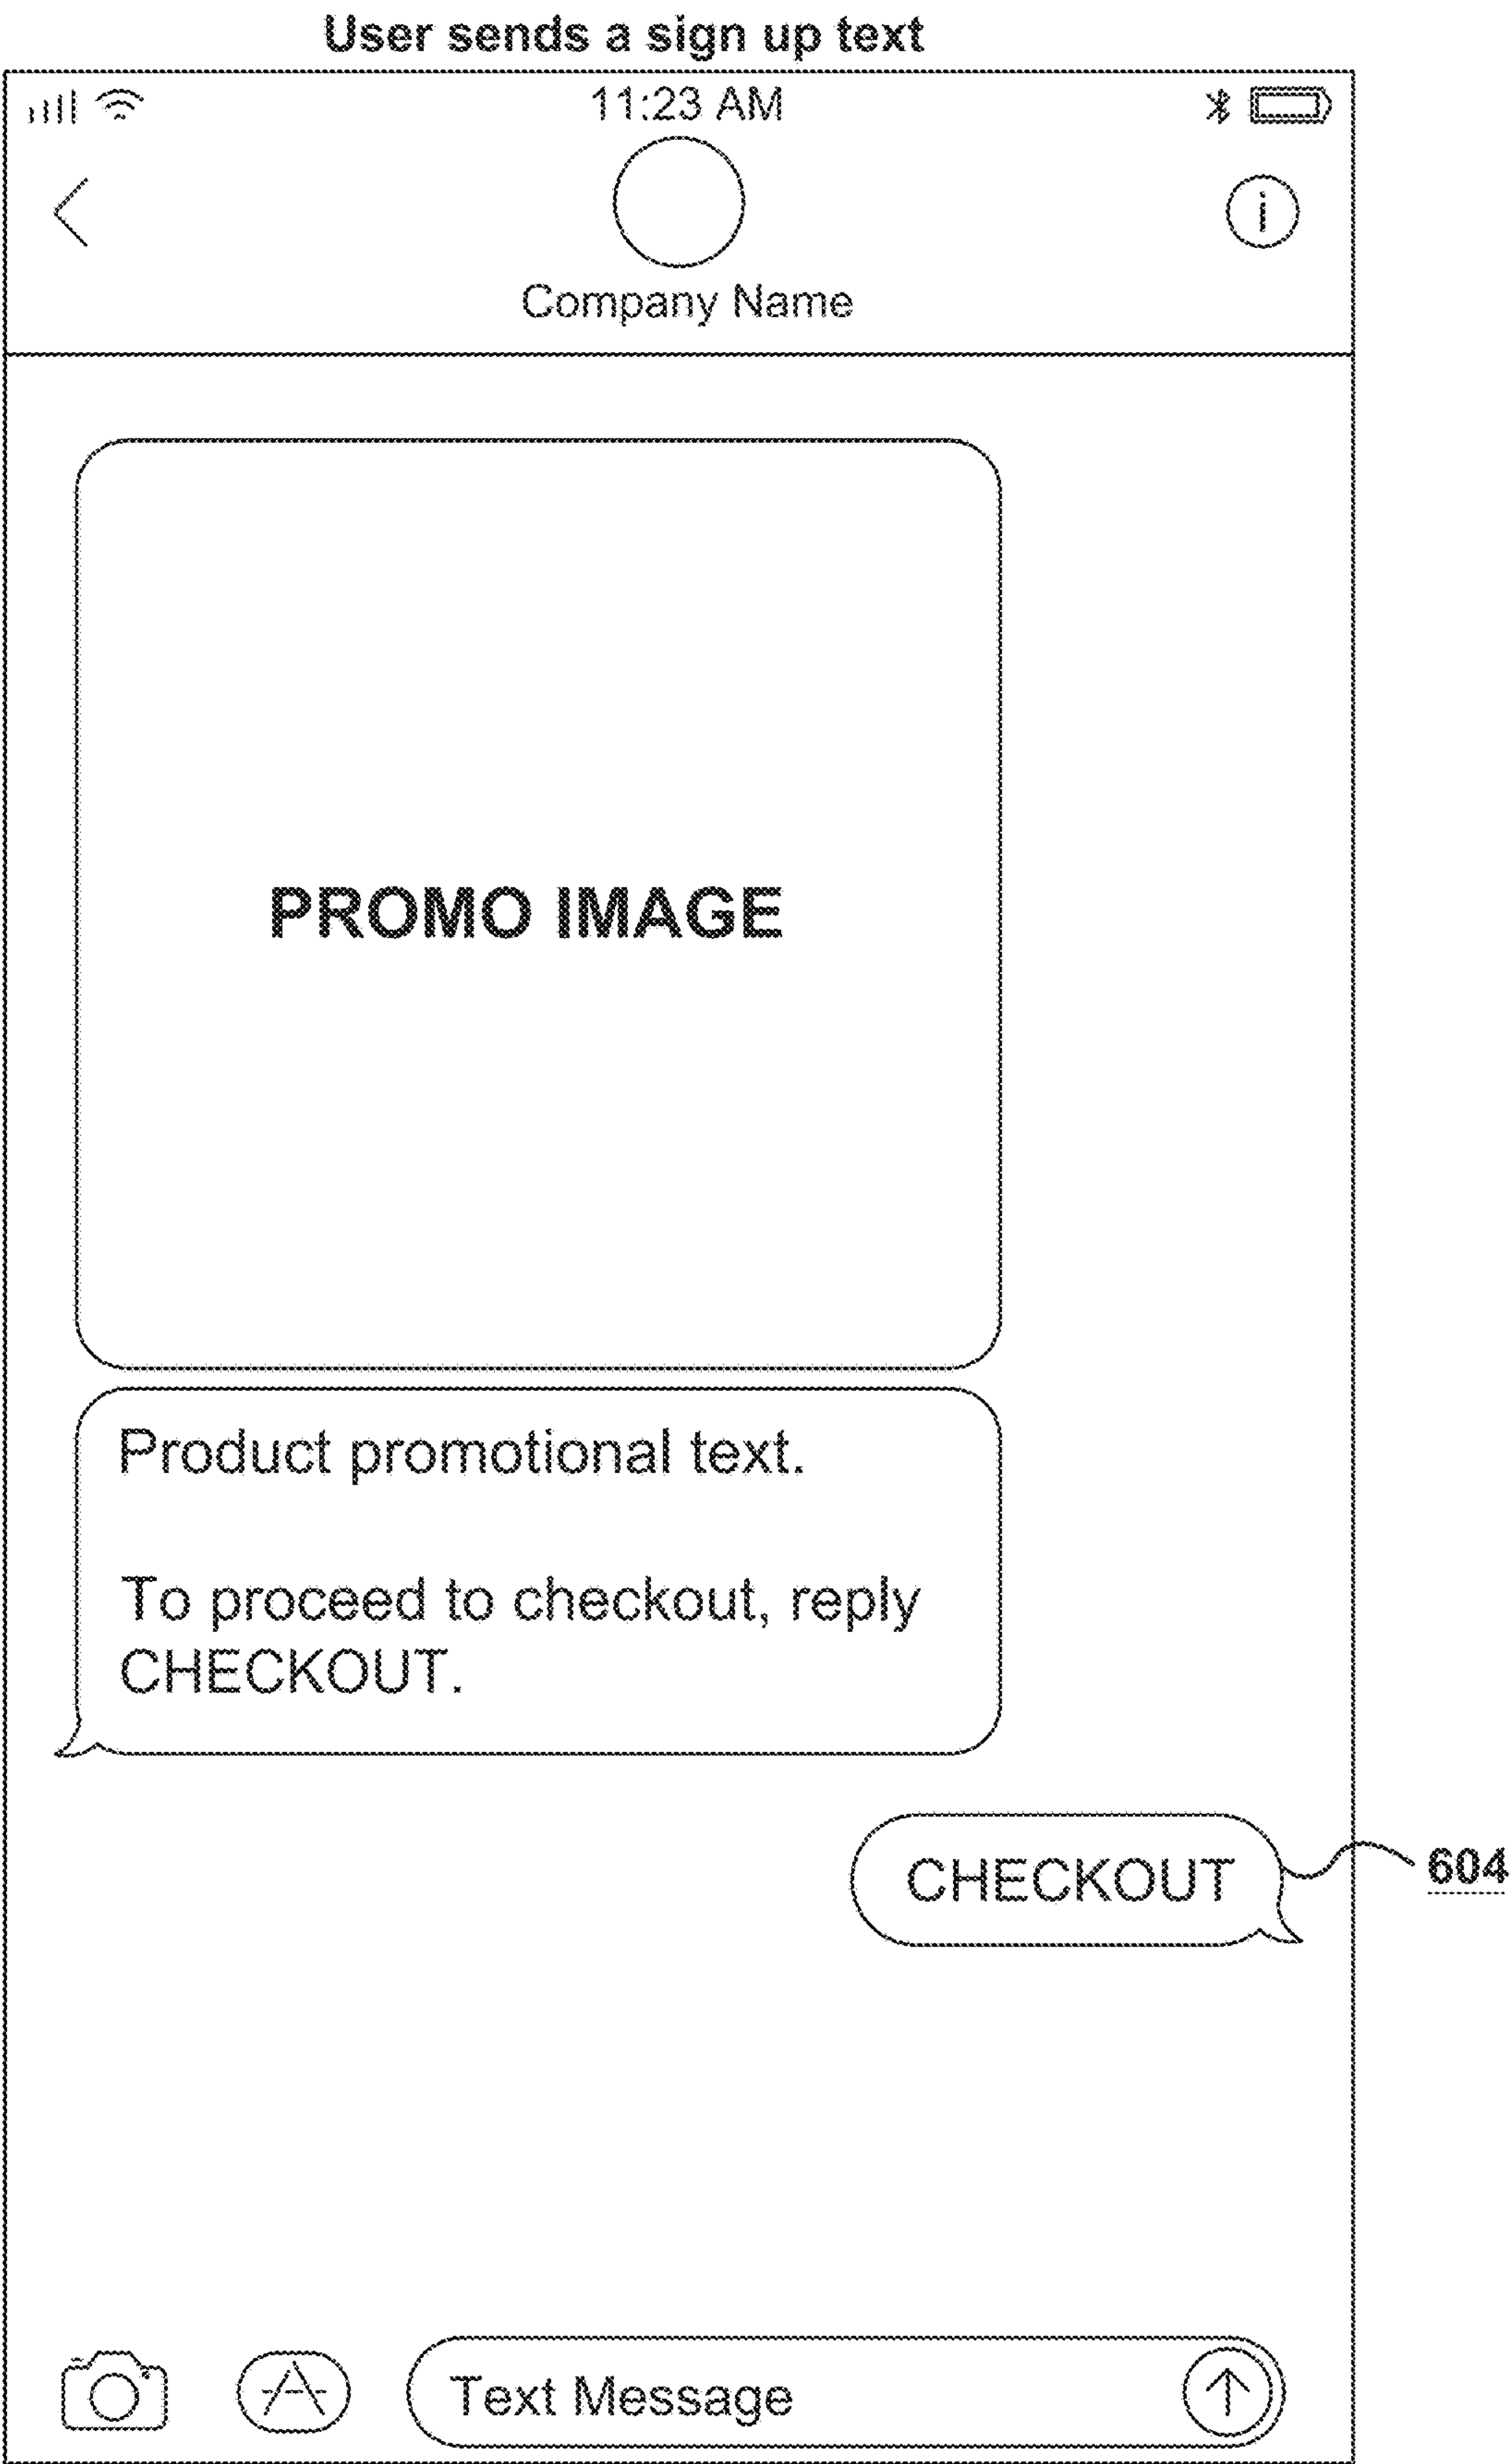 User sends a sign up text
11:23 AM
i
Company Name
PROMO IMAGE
Product promotional text.
To proceed to checkout, reply
CHECKOUT.
CHECKOUT
604
Text Message